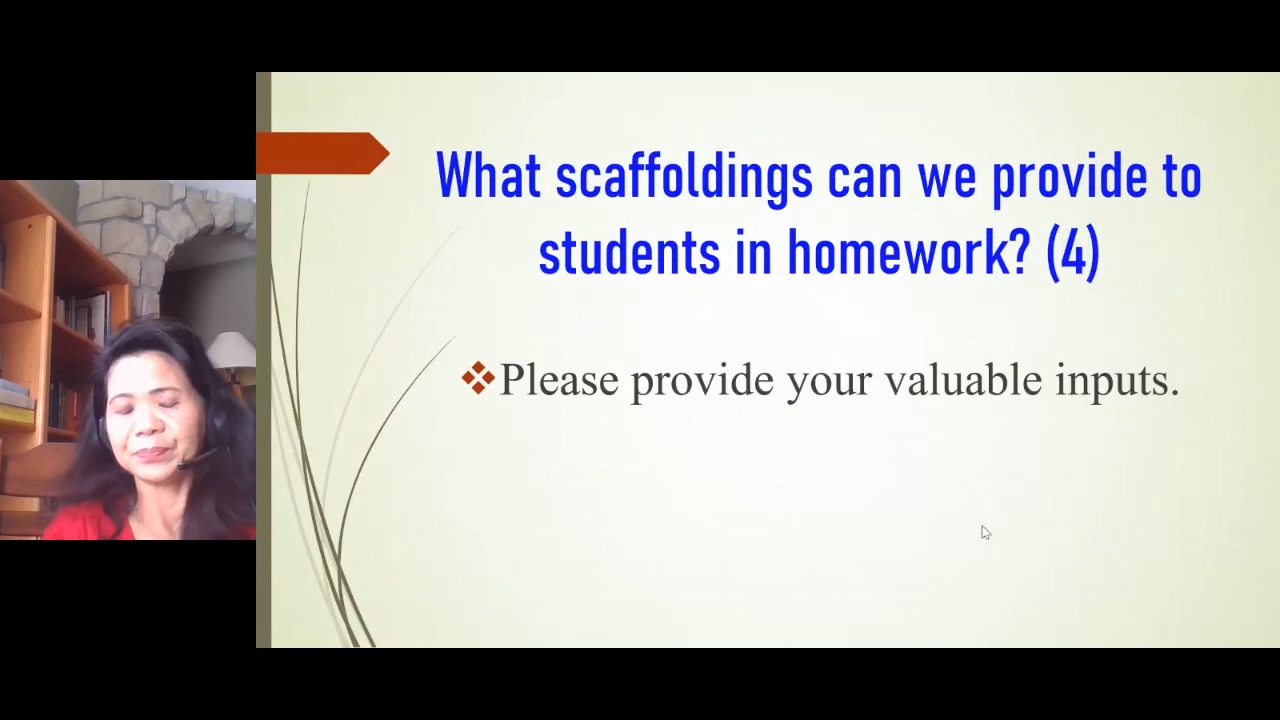 What scaffoldings can we provide to
students in homework? (4)
Please provide your valuable inputs.